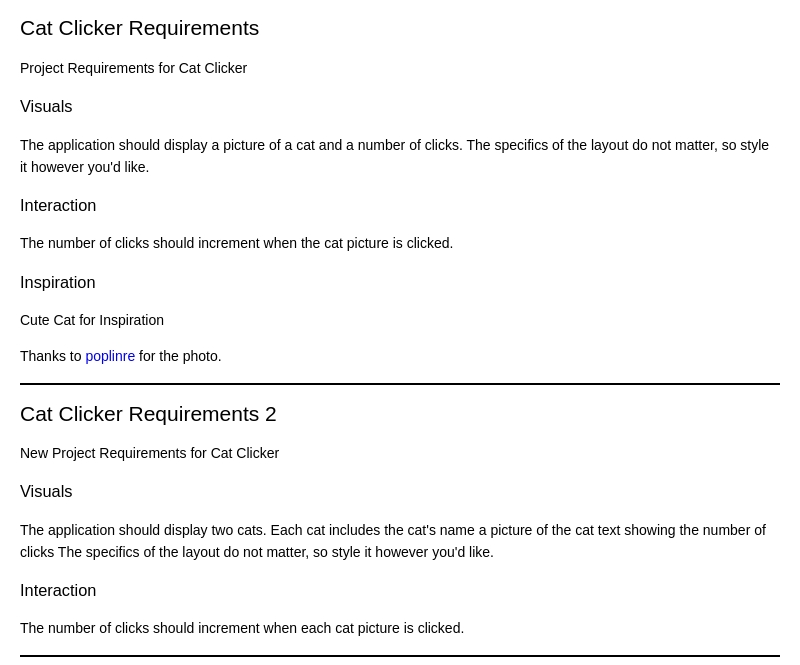 Cat Clicker Requirements
Project Requirements for Cat Clicker
Visuals
The application should display a picture of a cat and a number of clicks. The specifics of the layout do not matter, so style
it however you'd like.
Interaction
The number of clicks should increment when the cat picture is clicked.
Inspiration
Cute Cat for Inspiration
Thanks to poplinre for the photo.
Cat Clicker Requirements 2
New Project Requirements for Cat Clicker
Visuals
The application should display two cats. Each cat includes the cat's name a picture of the cat text showing the number of
clicks The specifics of the layout do not matter, so style it however you'd like.
Interaction
The number of clicks should increment when each cat picture is clicked.